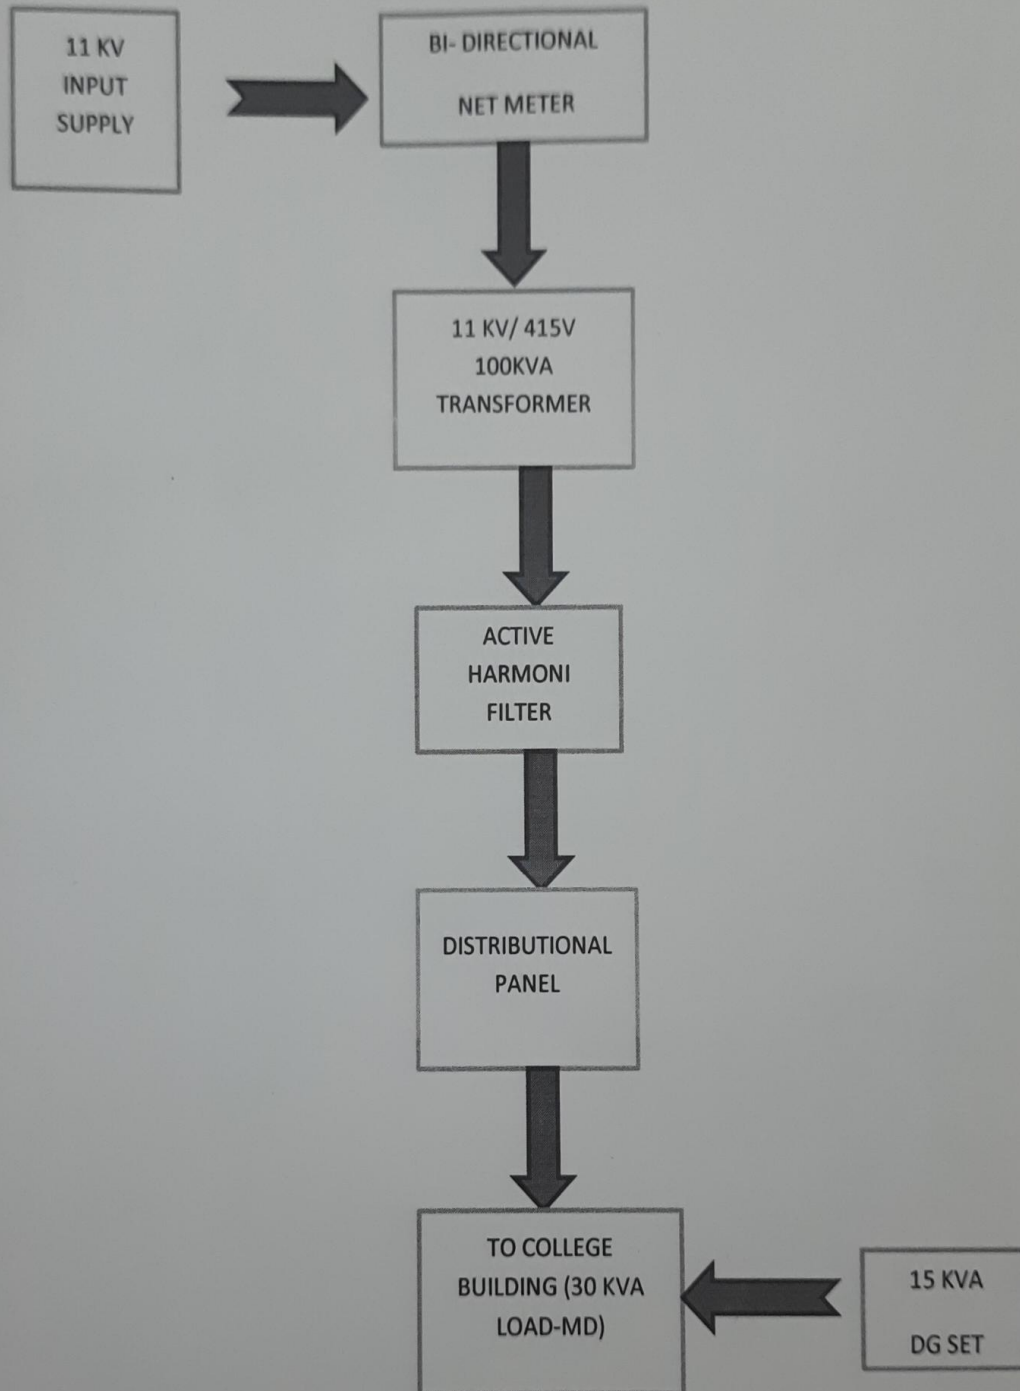 11 KV
INPUT
SUPPLY
BI- DIRECTIONAL
NET METER
11 KV/ 415V
100KVA
TRANSFORMER
ACTIVE
HARMONI
FILTER
DISTRIBUTIONAL
PANEL
TO COLLEGE
BUILDING (30 KVA
LOAD-MD)
15 KVA
DG SET